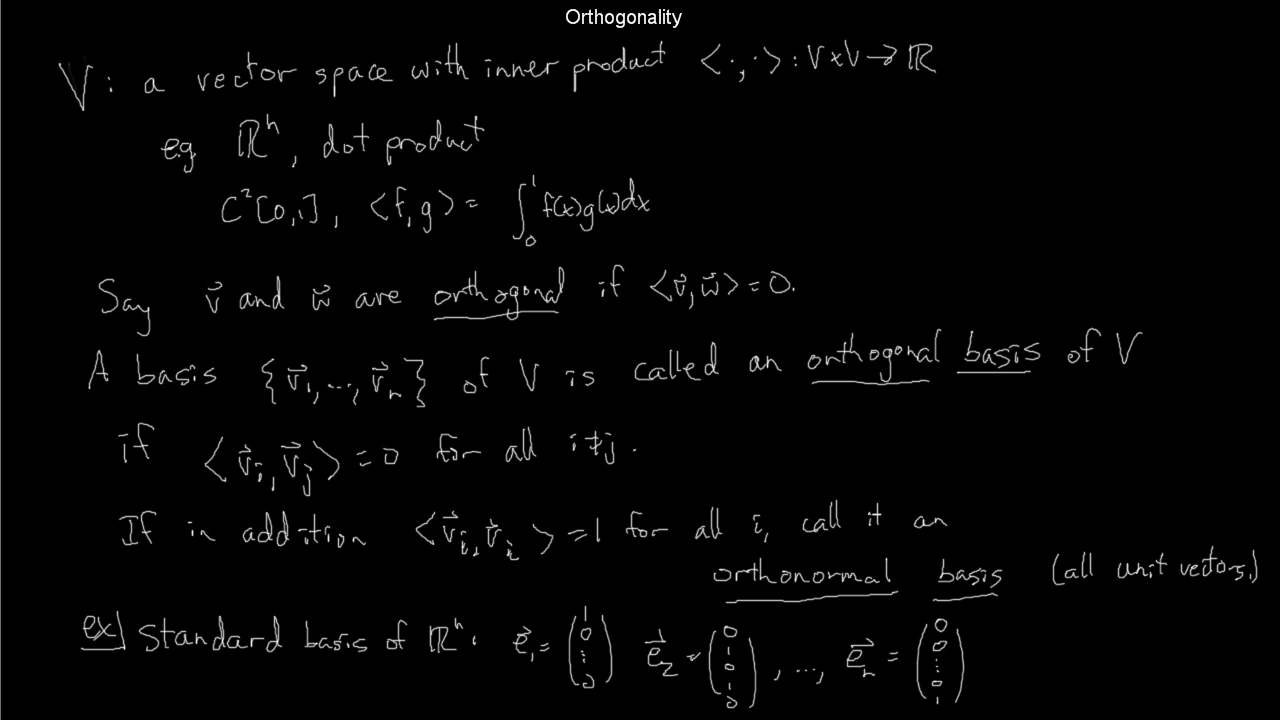 Orthogonality
V : a vector space with inner product <·,·> : V×V → ℝ
e.g. ℝⁿ, dot product
C²[0,1], <f,g> = ∫₀¹ f(x)g(x)dx
Say v⃗ and w⃗ are orthogonal if <v⃗,w⃗> = 0.
A basis {v⃗₁, ..., v⃗ₙ} of V is called an orthogonal basis of V
if <v⃗ᵢ, v⃗ⱼ> = 0 for all i≠j.
If in addition <v⃗ᵢ, v⃗ᵢ> = 1 for all i, call it an
orthonormal basis (all unit vectors.)
ex) Standard basis of ℝⁿ: e⃗₁ = (1 0 ⋮ 0) e⃗₂ = (0 1 0 ⋮ 0), ..., e⃗ₙ = (0 0 ⋮ 0 1)